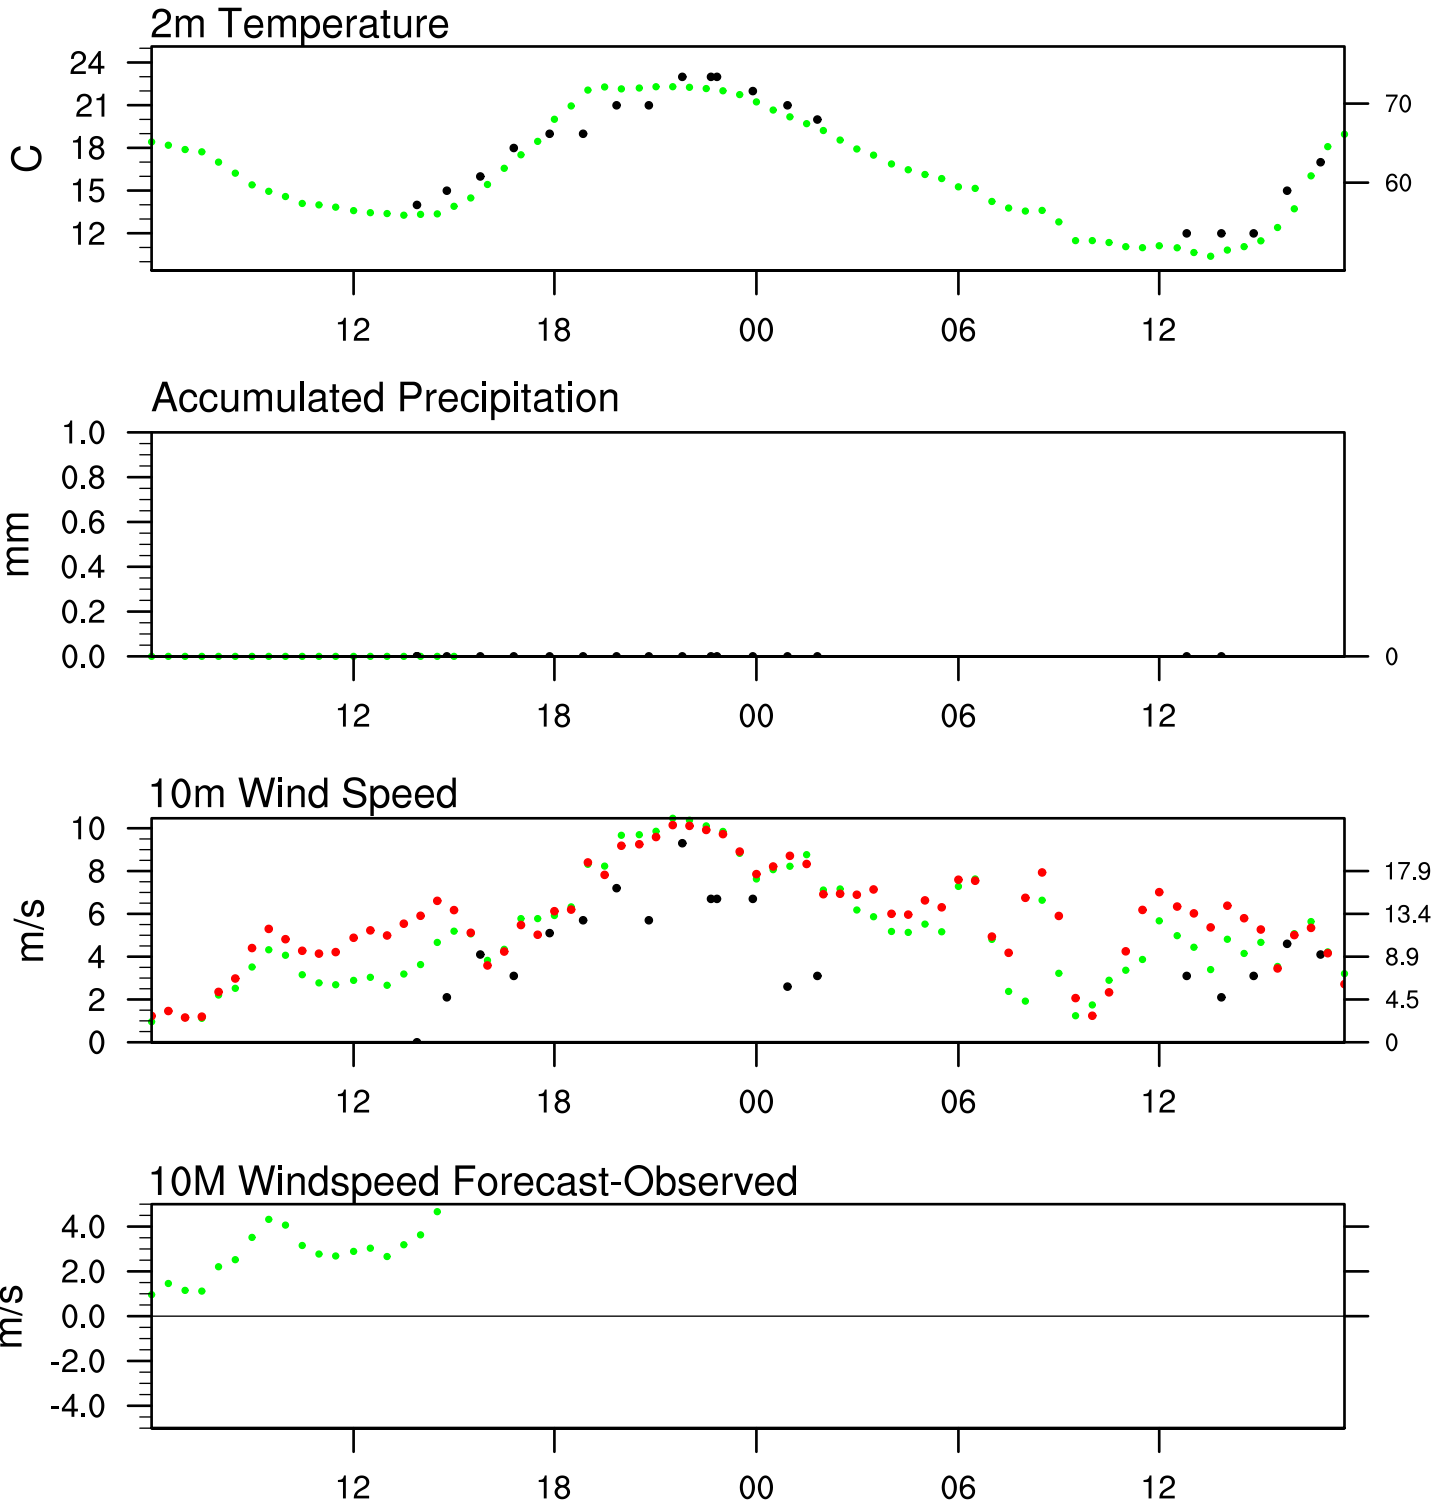 2m Temperature
24
21
18
15
12
C
70
60
12 18 00 06 12
Accumulated Precipitation
1.0
0.8
0.6
0.4
0.2
0.0
mm
0
12 18 00 06 12
10m Wind Speed
10
8
6
4
2
0
m/s
17.9
13.4
8.9
4.5
0
12 18 00 06 12
10M Windspeed Forecast-Observed
4.0
2.0
0.0
-2.0
-4.0
m/s
12 18 00 06 12